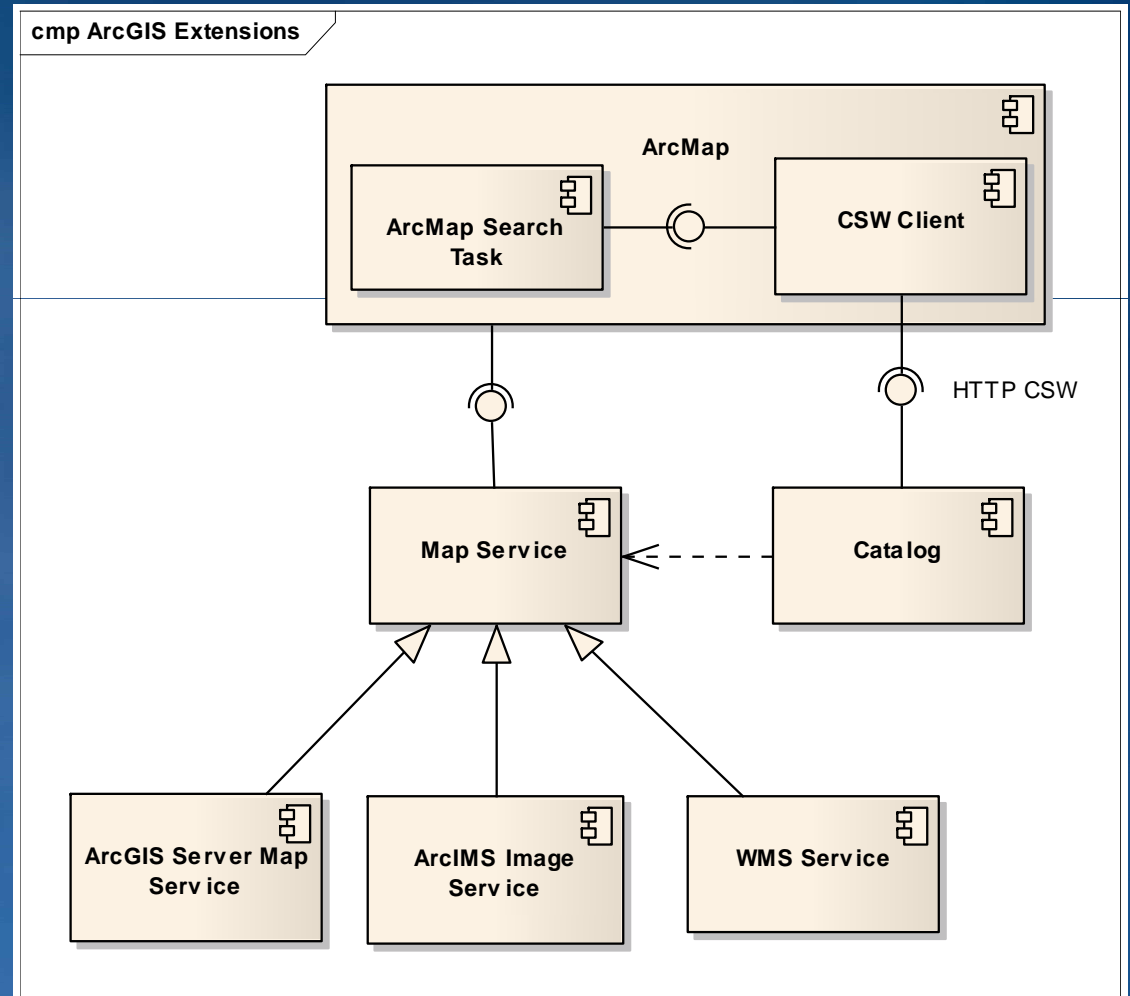 cmp ArcGIS Extensions
ArcMap
ArcMap Search
Task
CSW Client
HTTP CSW
Map Service
Catalog
ArcGIS Server Map
Service
ArcIMS Image
Service
WMS Service